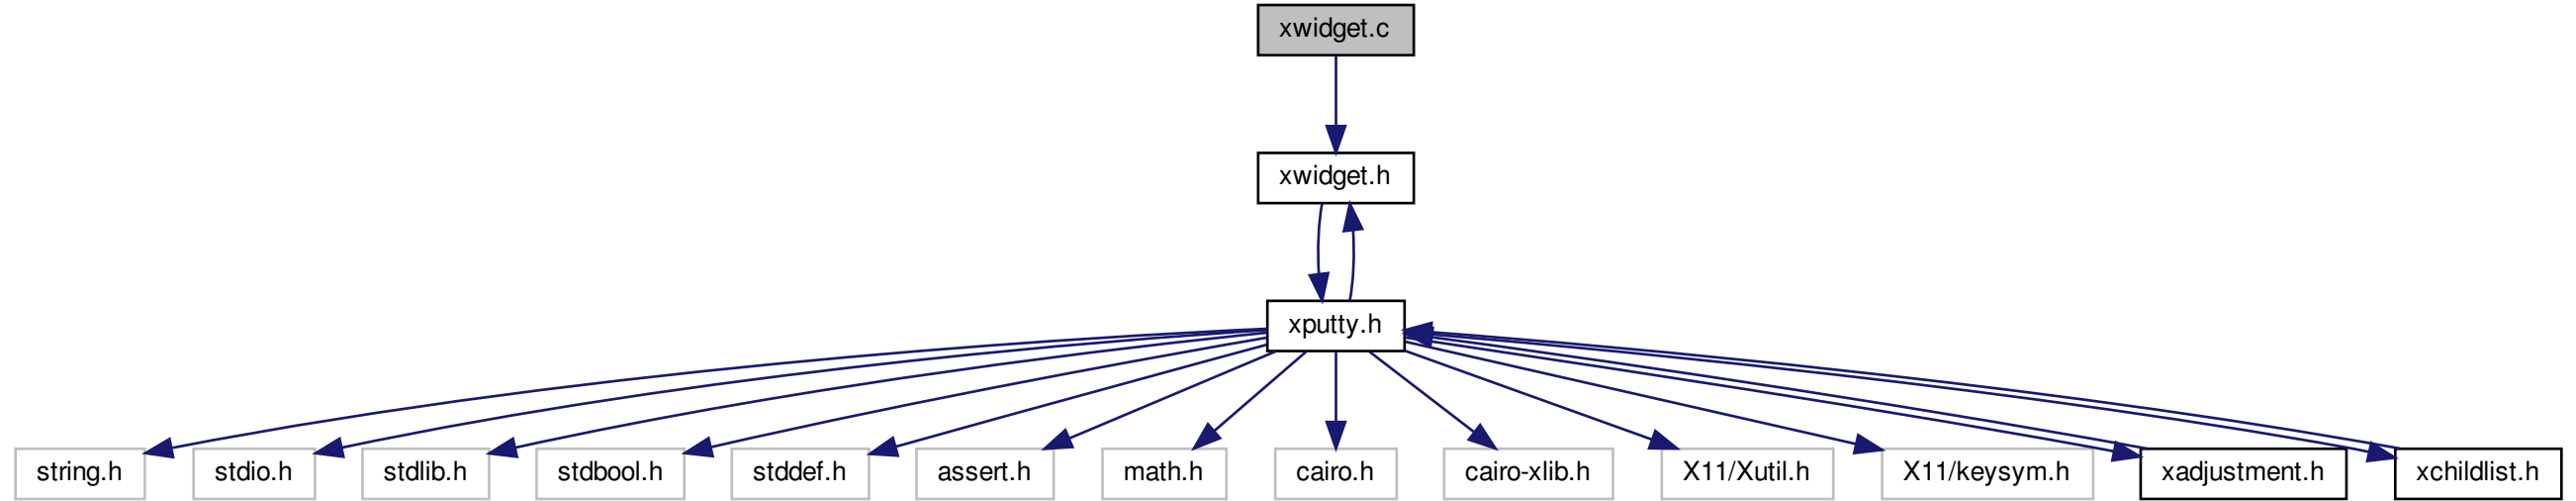 xwidget.c
xwidget.h
xputty.h
string.h
stdio.h
stdlib.h
stdbool.h
stddef.h
assert.h
math.h
cairo.h
cairo-xlib.h
X11/Xutil.h
X11/keysym.h
xadjustment.h
xchildlist.h